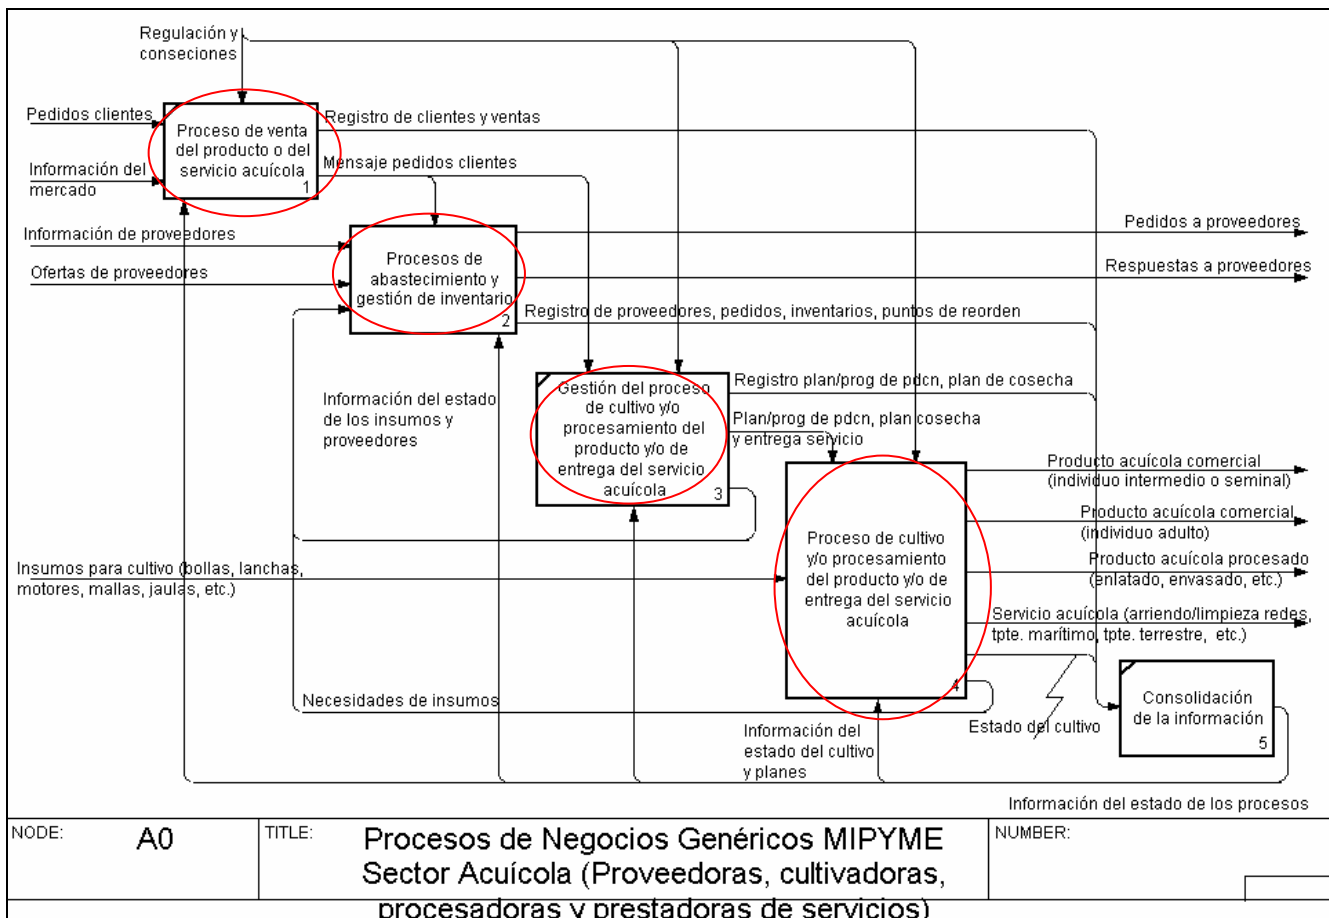 Regulación y
conseciones
Pedidos clientes
Proceso de venta
del producto o del
servicio acuícola
1
Registro de clientes y ventas
Información del
mercado
Mensaje pedidos clientes
Información de proveedores
Ofertas de proveedores
Procesos de
abastecimiento y
gestión de inventario
2
Pedidos a proveedores
Respuestas a proveedores
Registro de proveedores, pedidos, inventarios, puntos de reorden
Información del estado
de los insumos y
proveedores
Gestión del proceso
de cultivo y/o
procesamiento del
producto y/o de
entrega del servicio
acuícola
3
Registro plan/prog de pdcn, plan de cosecha
Plan/prog de pdcn, plan cosecha
y entrega servicio
Insumos para cultivo (bollas, lanchas,
motores, mallas, jaulas, etc.)
Proceso de cultivo
y/o procesamiento
del producto y/o de
entrega del servicio
acuícola
4
Producto acuícola comercial
(individuo intermedio o seminal)
Producto acuícola comercial
(individuo adulto)
Producto acuícola procesado
(enlatado, envasado, etc.)
Servicio acuícola (arriendo/limpieza redes,
tpte. marítimo, tpte. terrestre, etc.)
Necesidades de insumos
Información del
estado del cultivo
y planes
Estado del cultivo
Consolidación
de la información
5
Información del estado de los procesos
NODE:
A0
TITLE:
Procesos de Negocios Genéricos MIPYME
Sector Acuícola (Proveedoras, cultivadoras,
procesadoras y prestadoras de servicios)
NUMBER: